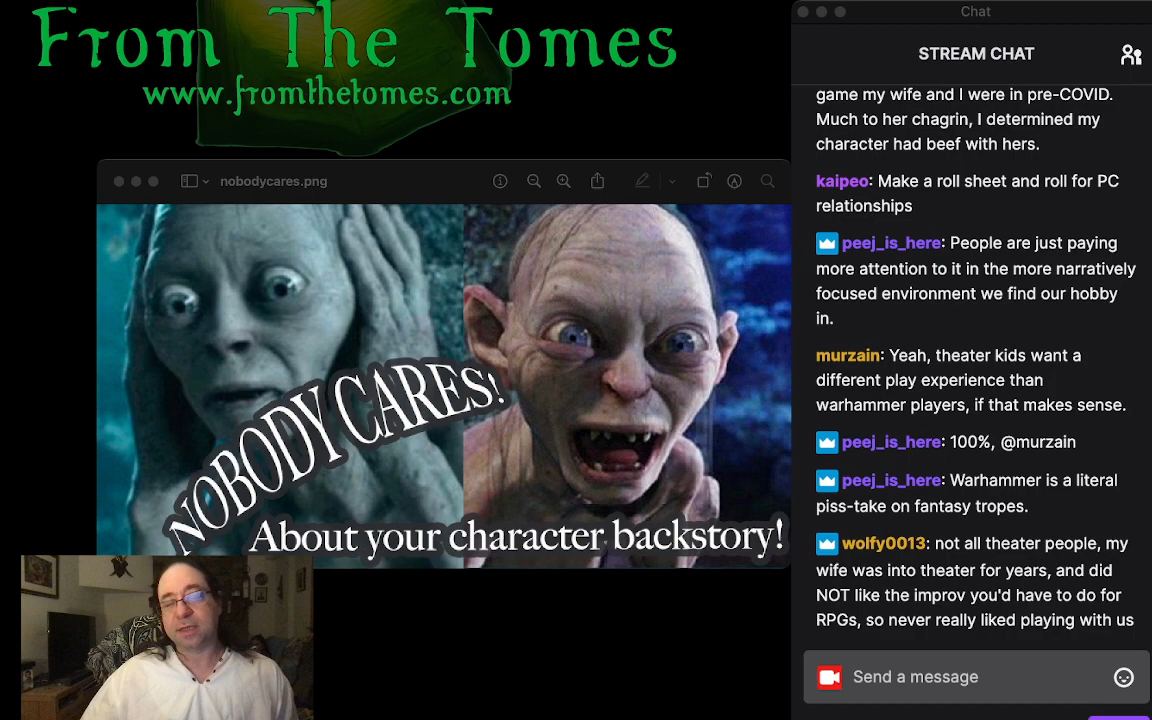 From The Tomes
www.fromthetomes.com
nobodycares.png
NOBODY CARES!
About your character backstory!
Chat
STREAM CHAT
game my wife and I were in pre-COVID.
Much to her chagrin, I determined my
character had beef with hers.
kaipeo: Make a roll sheet and roll for PC
relationships
peej_is_here: People are just paying
more attention to it in the more narratively
focused environment we find our hobby
in.
murzain: Yeah, theater kids want a
different play experience than
warhammer players, if that makes sense.
peej_is_here: 100%, @murzain
peej_is_here: Warhammer is a literal
piss-take on fantasy tropes.
wolfy0013: not all theater people, my
wife was into theater for years, and did
NOT like the improv you'd have to do for
RPGs, so never really liked playing with us
Send a message